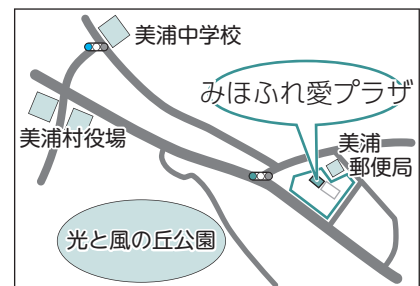 美浦中学校
みほふれ愛プラザ
美浦村役場
美浦
郵便局
光と風の丘公園